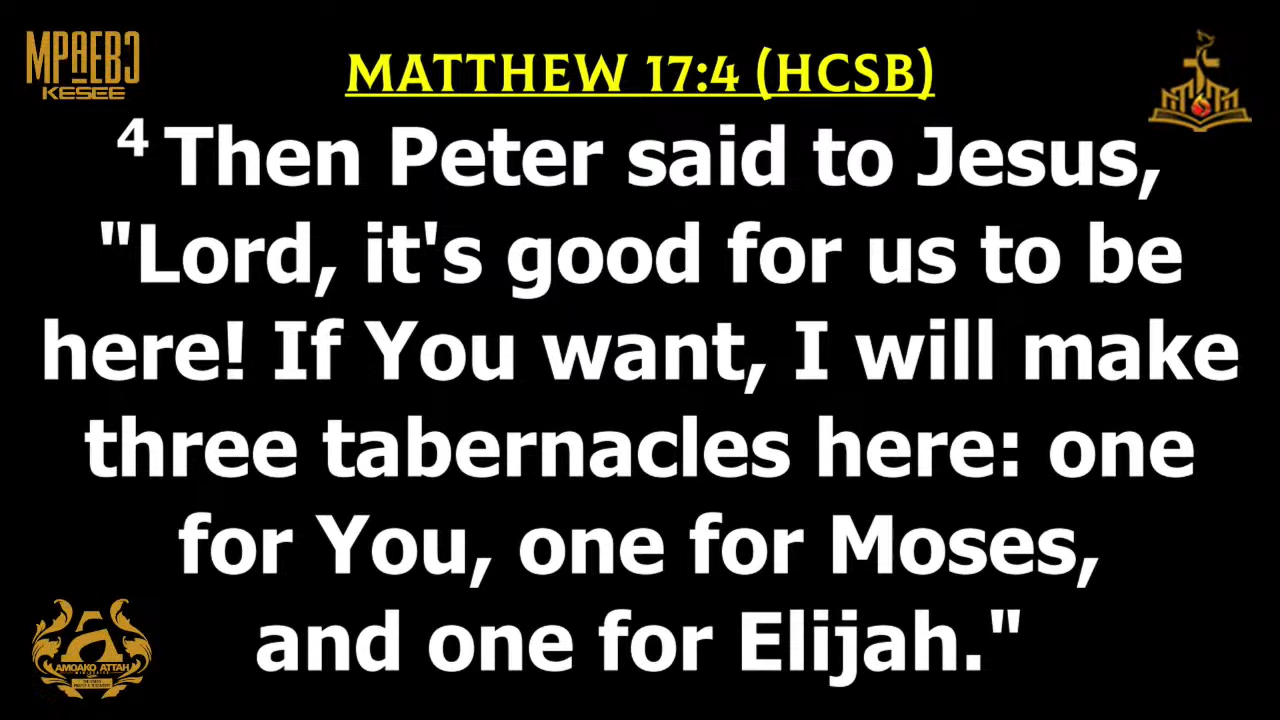 MPAEBO
KESEE
MATTHEW 17:4 (HCSB)
4 Then Peter said to Jesus,
"Lord, it's good for us to be
here! If You want, I will make
three tabernacles here: one
for You, one for Moses,
and one for Elijah."
AMOAKO ATTAH